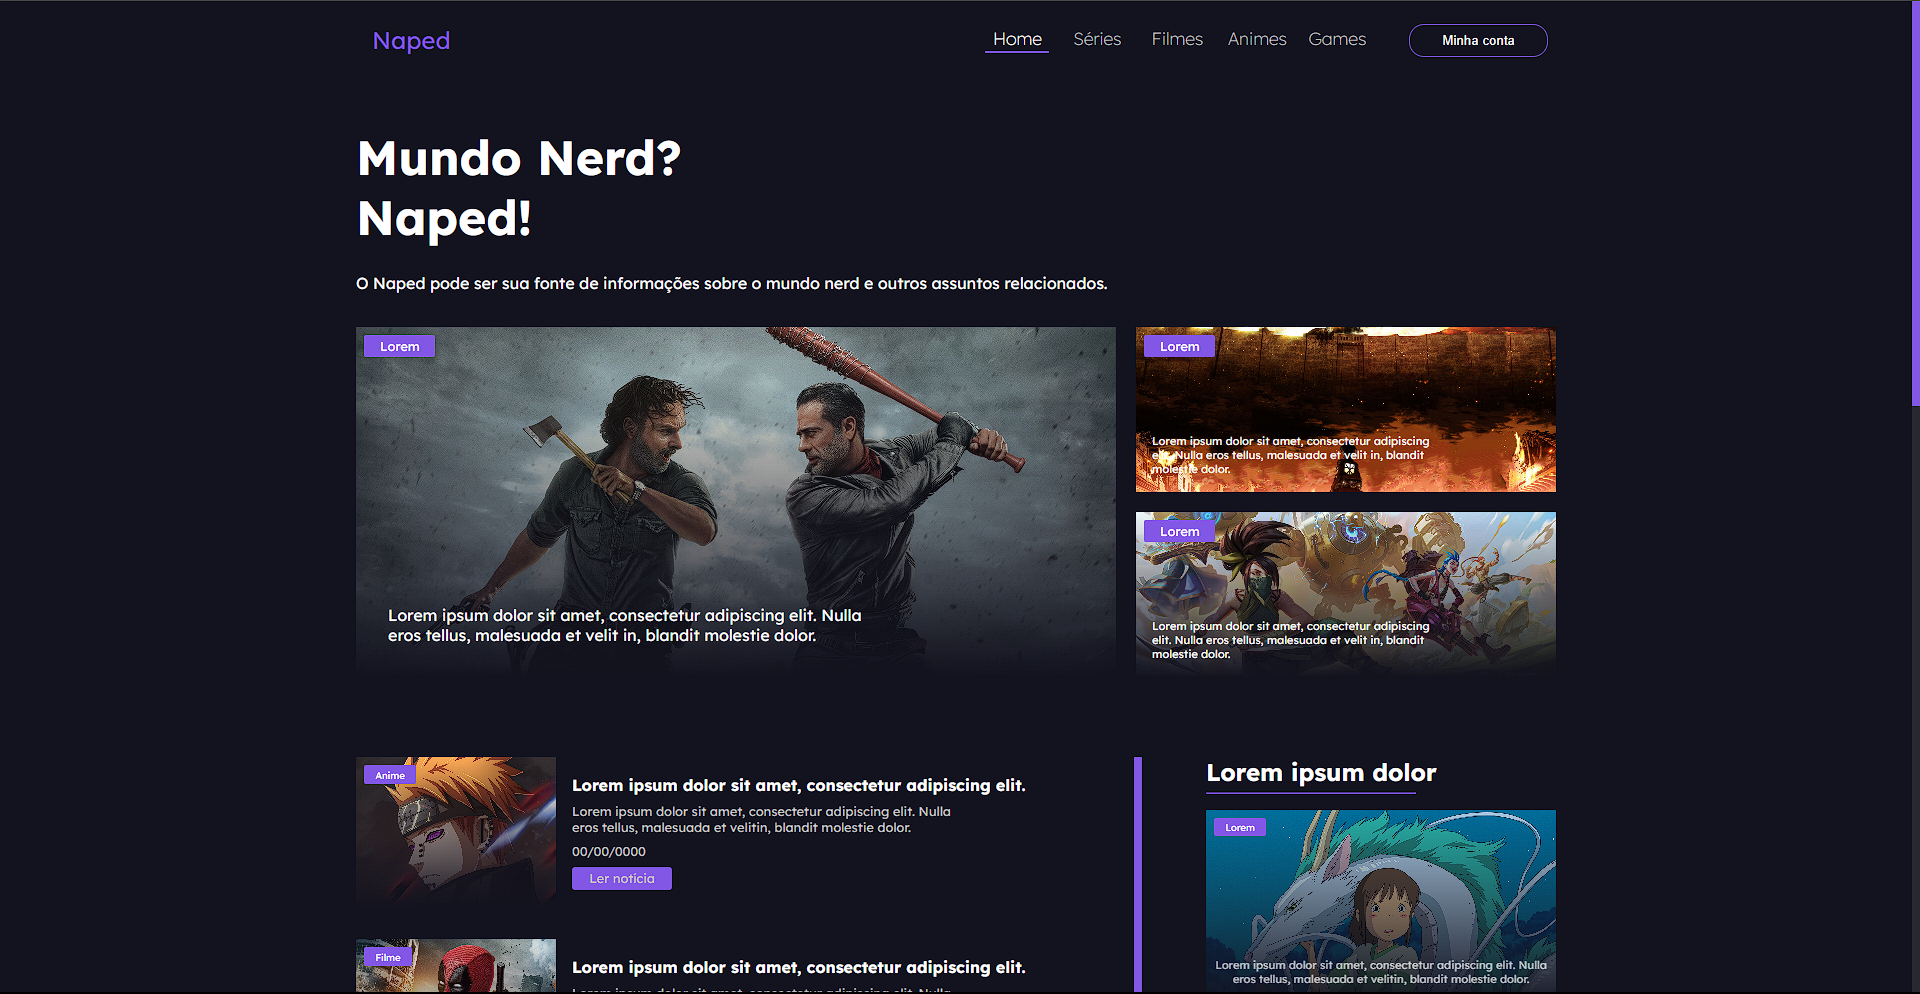 Naped
Home Séries Filmes Animes Games Minha conta
Mundo Nerd?
Naped!
O Naped pode ser sua fonte de informações sobre o mundo nerd e outros assuntos relacionados.
Lorem
Lorem ipsum dolor sit amet, consectetur adipiscing elit. Nulla
eros tellus, malesuada et velit in, blandit molestie dolor.
Lorem
Lorem ipsum dolor sit amet, consectetur adipiscing
elit. Nulla eros tellus, malesuada et velit in, blandit
molestie dolor.
Lorem
Lorem ipsum dolor sit amet, consectetur adipiscing
elit. Nulla eros tellus, malesuada et velit in, blandit
molestie dolor.
Anime
Lorem ipsum dolor sit amet, consectetur adipiscing elit.
Lorem ipsum dolor sit amet, consectetur adipiscing elit. Nulla
eros tellus, malesuada et velitin, blandit molestie dolor.
00/00/0000
Ler notícia
Filme
Lorem ipsum dolor sit amet, consectetur adipiscing elit.
Lorem ipsum dolor
Lorem
Lorem ipsum dolor sit amet, consectetur adipiscing elit. Nulla
eros tellus, malesuada et velitin, blandit molestie dolor.